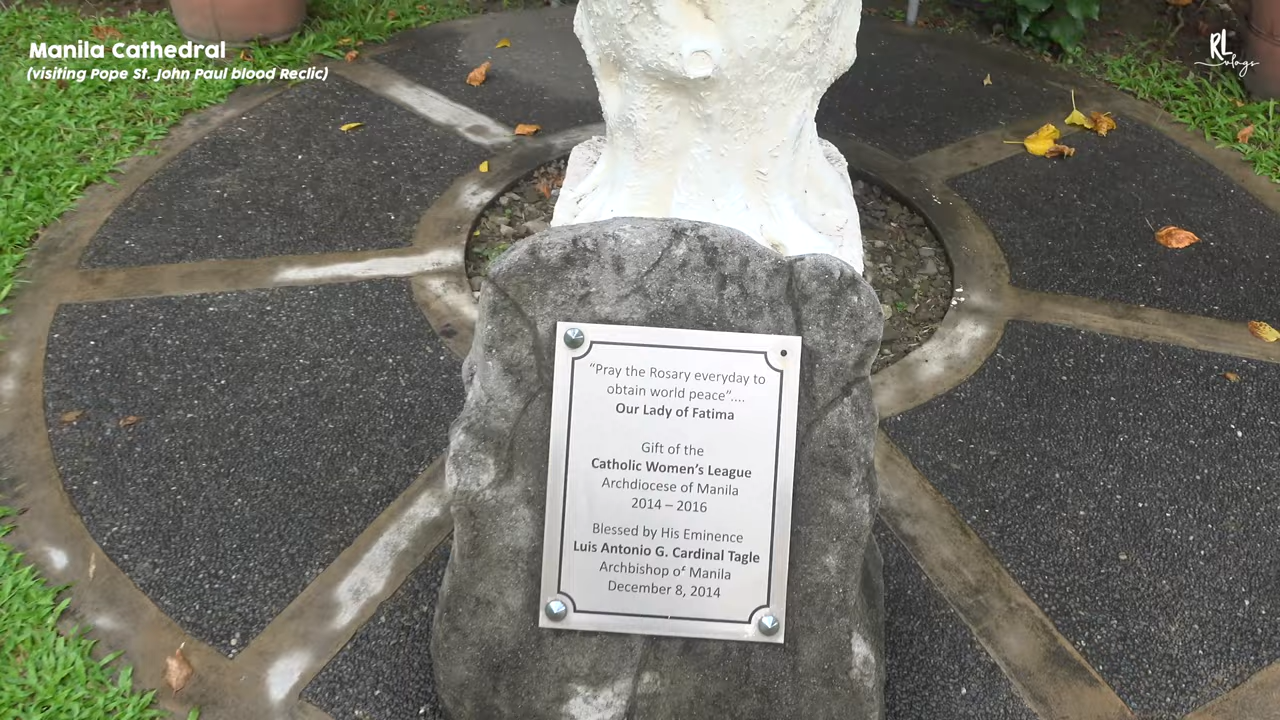 Manila Cathedral
(visiting Pope St. John Paul blood Reclic)
RL
vlogs
"Pray the Rosary everyday to
obtain world peace"....
Our Lady of Fatima
Gift of the
Catholic Women's League
Archdiocese of Manila
2014 – 2016
Blessed by His Eminence
Luis Antonio G. Cardinal Tagle
Archbishop of Manila
December 8, 2014